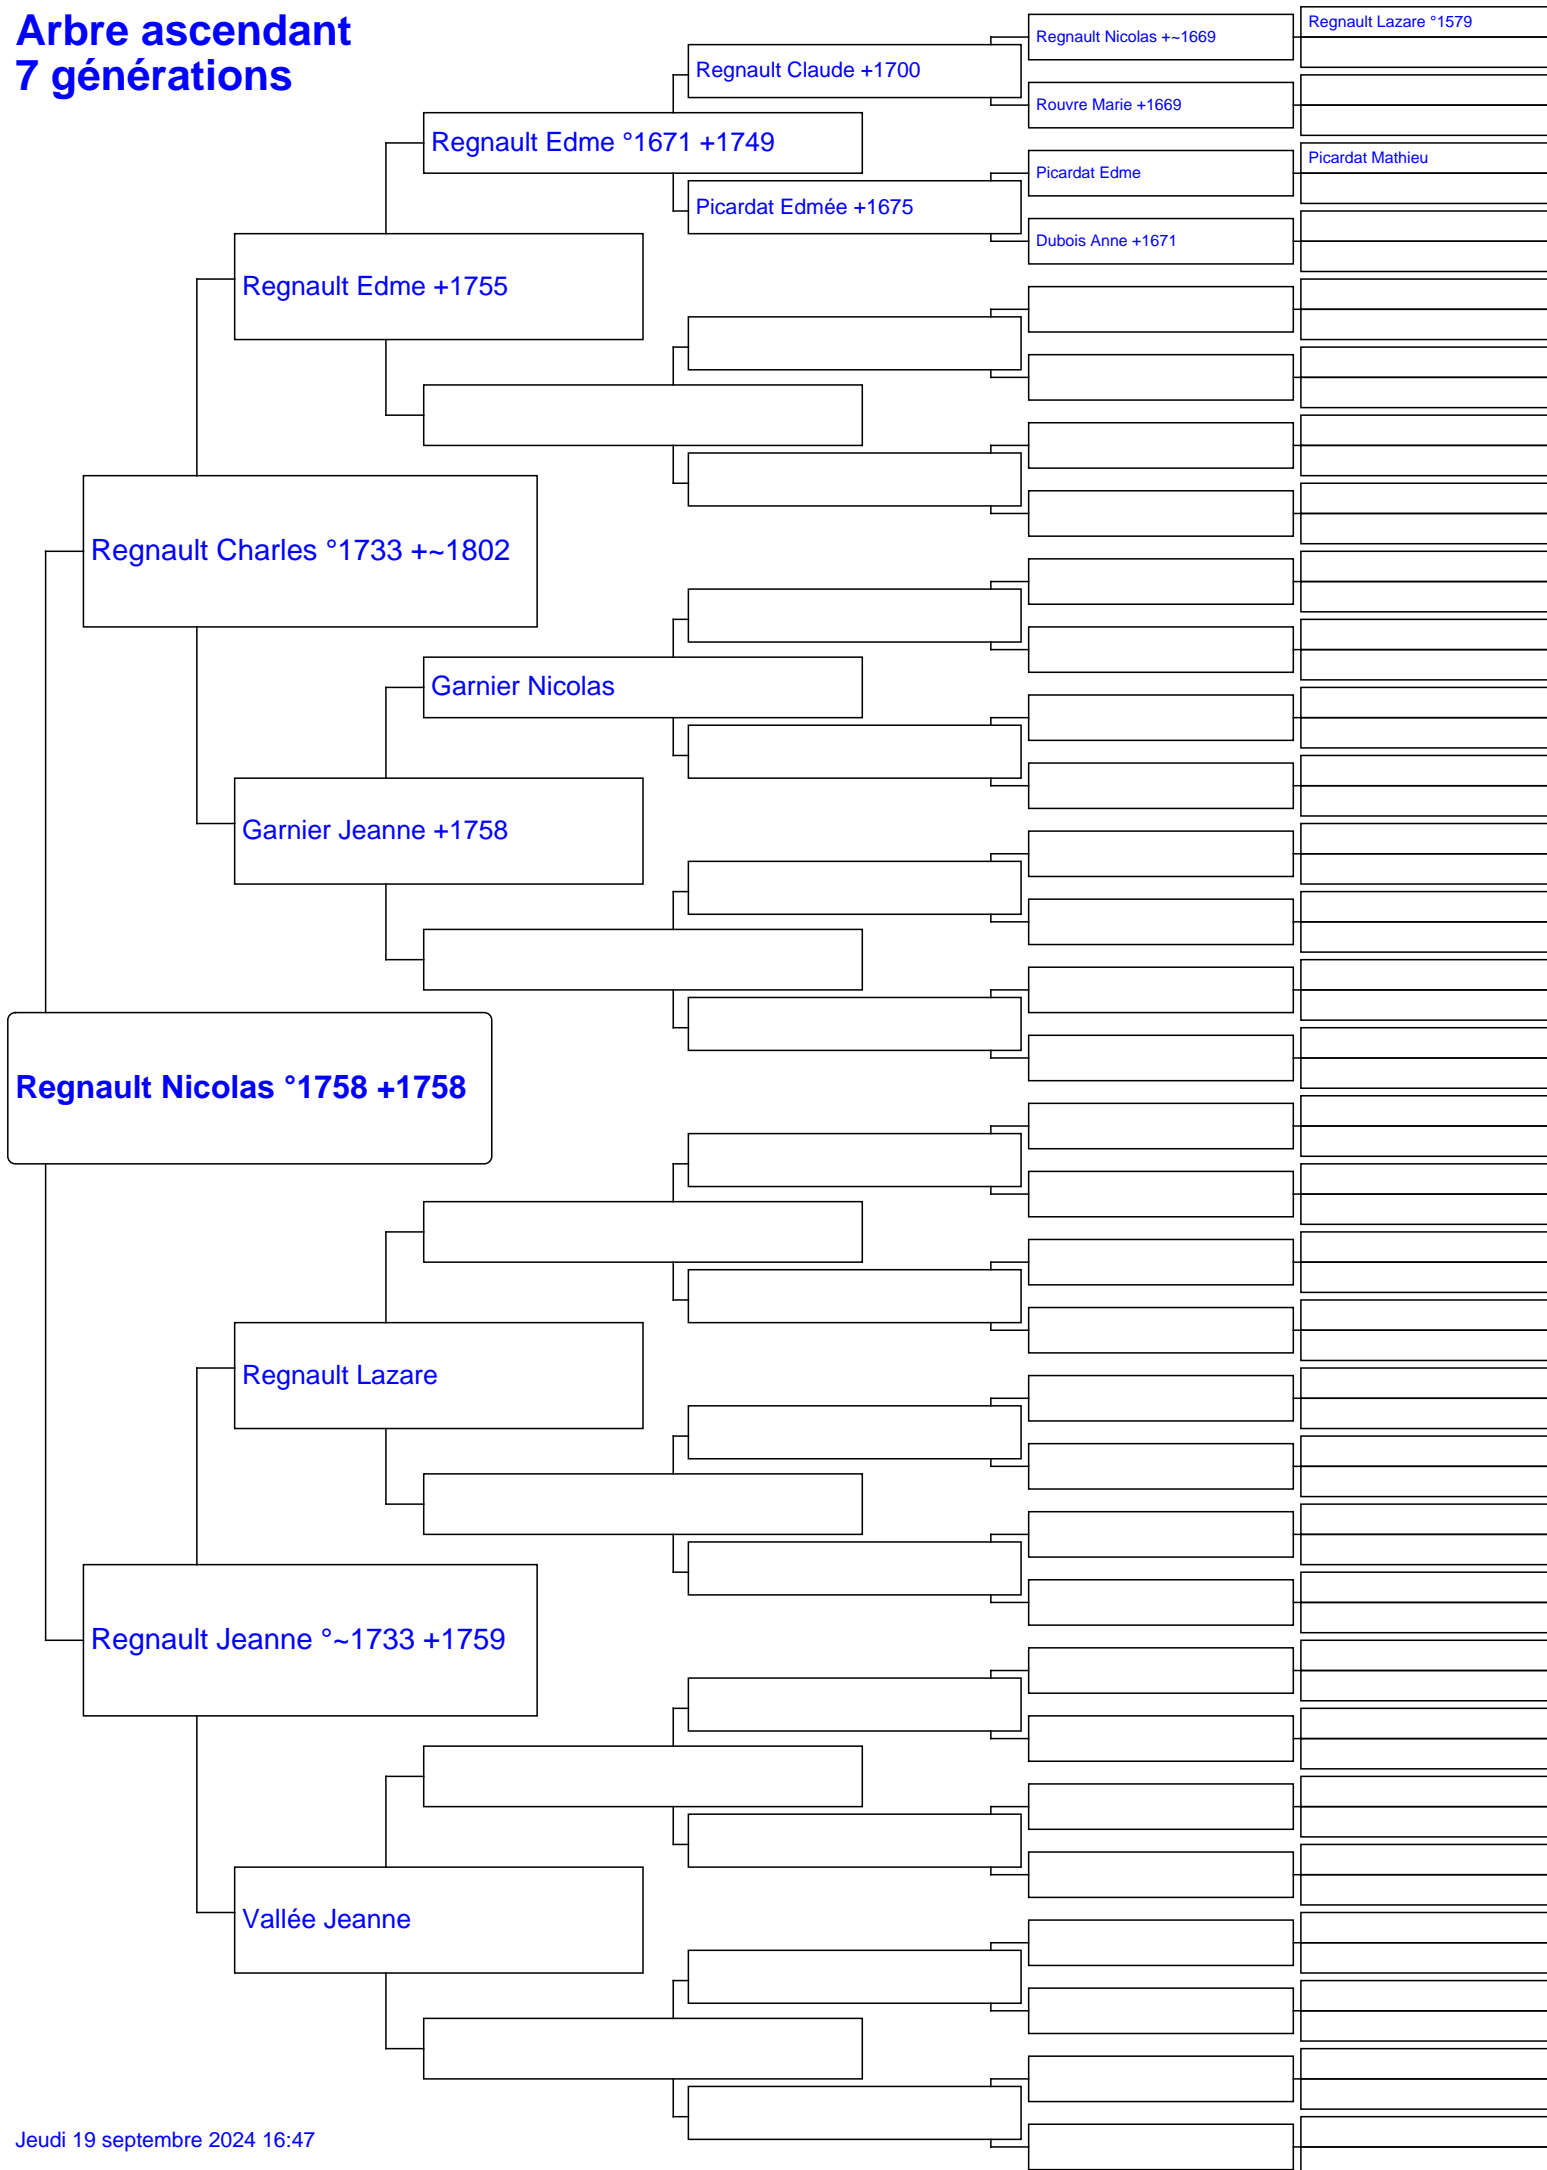 Arbre ascendant
7 générations
Regnault Lazare °1579
Regnault Nicolas +~1669
Regnault Claude +1700
Rouvre Marie +1669
Regnault Edme °1671 +1749
Picardat Mathieu
Picardat Edme
Picardat Edmée +1675
Dubois Anne +1671
Regnault Edme +1755
Regnault Charles °1733 +~1802
Garnier Nicolas
Garnier Jeanne +1758
Regnault Nicolas °1758 +1758
Regnault Lazare
Regnault Jeanne °~1733 +1759
Vallée Jeanne
Jeudi 19 septembre 2024 16:47